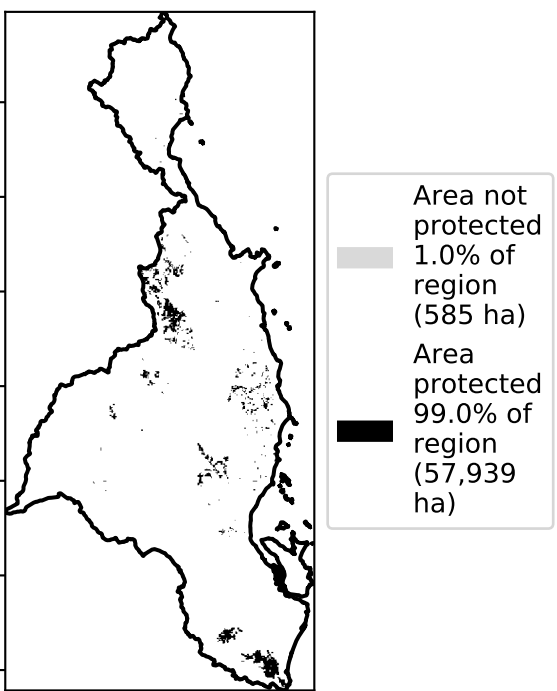 Area not
protected
1.0% of
region
(585 ha)
Area
protected
99.0% of
region
(57,939
ha)